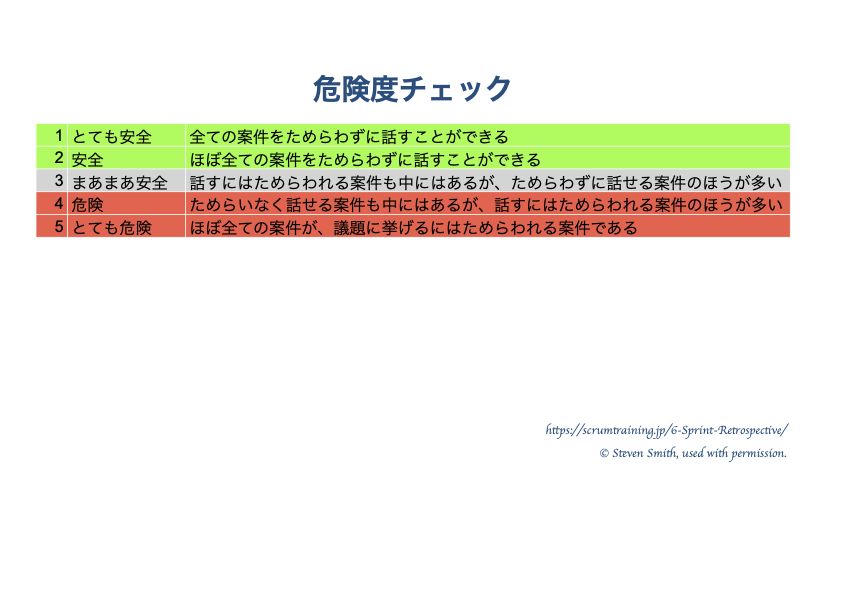 危険度チェック
1 とても安全 全ての案件をためらわずに話すことができる
2 安全 ほぼ全ての案件をためらわずに話すことができる
3 まあまあ安全 話すにはためらわれる案件も中にはあるが、ためらわずに話せる案件のほうが多い
4 危険 ためらいなく話せる案件も中にはあるが、話すにはためらわれる案件のほうが多い
5 とても危険 ほぼ全ての案件が、議題に挙げるにはためらわれる案件である
https://scrumtraining.jp/6-Sprint-Retrospective/
© Steven Smith, used with permission.